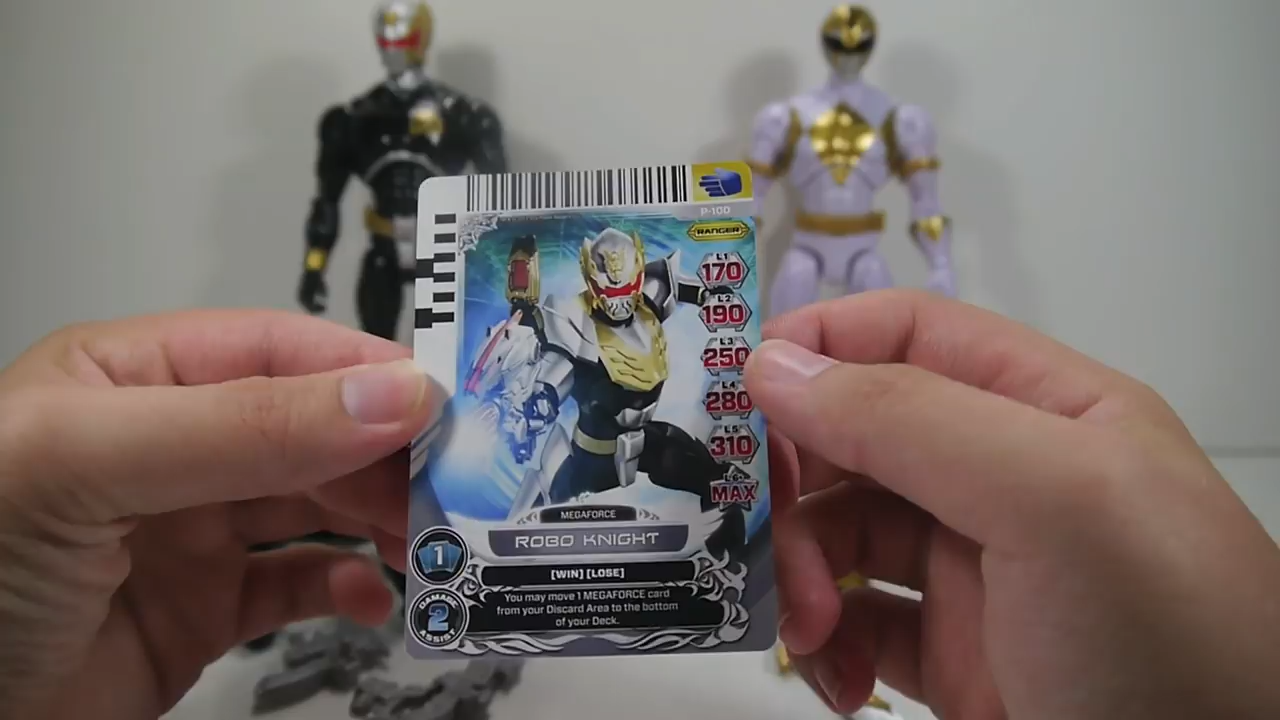 P-100
RANGER
L1
170
L2
190
L3
250
L4
280
L5
310
L6+
MAX
MEGAFORCE
ROBO KNIGHT
1
[WIN] [LOSE]
You may move 1 MEGAFORCE card
from your Discard Area to the bottom
of your Deck.
DAMAGE
2
ASSIST